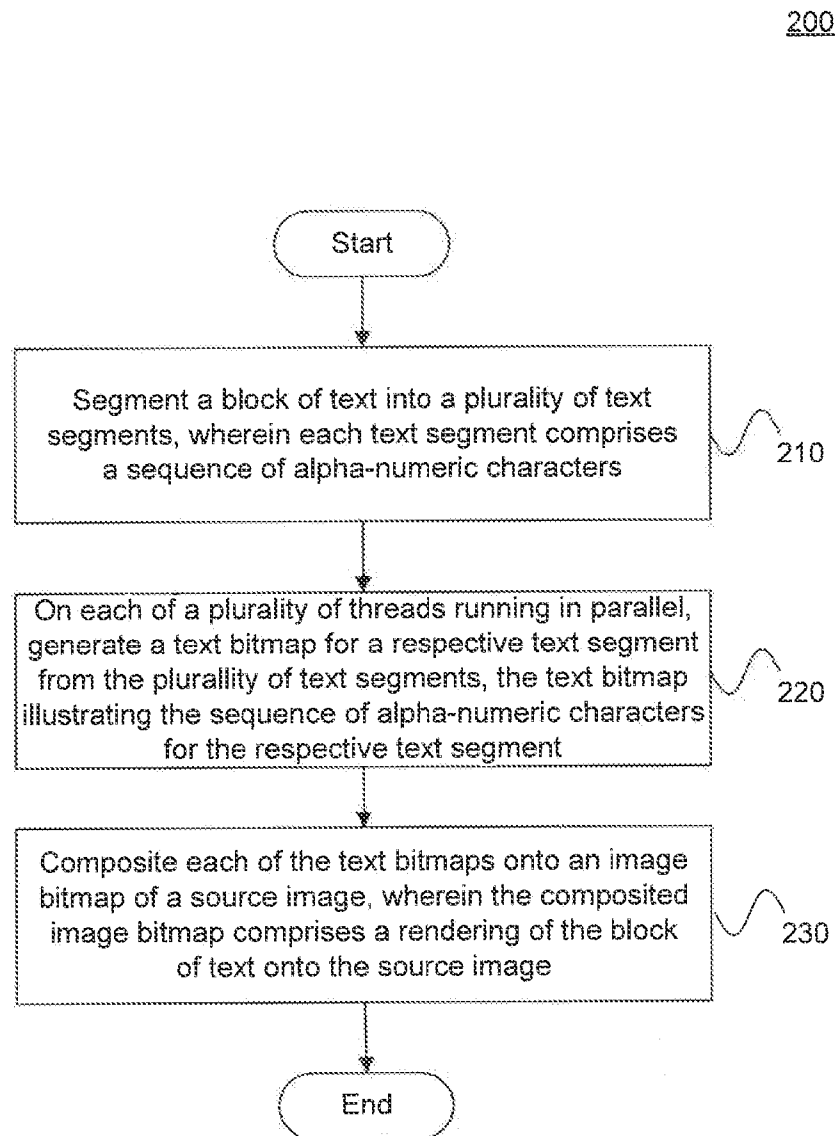 200
Start
Segment a block of text into a plurality of text
segments, wherein each text segment comprises
a sequence of alpha-numeric characters
210
On each of a plurality of threads running in parallel,
generate a text bitmap for a respective text segment
from the plurallity of text segments, the text bitmap
illustrating the sequence of alpha-numeric characters
for the respective text segment
220
Composite each of the text bitmaps onto an image
bitmap of a source image, wherein the composited
image bitmap comprises a rendering of the block
of text onto the source image
230
End